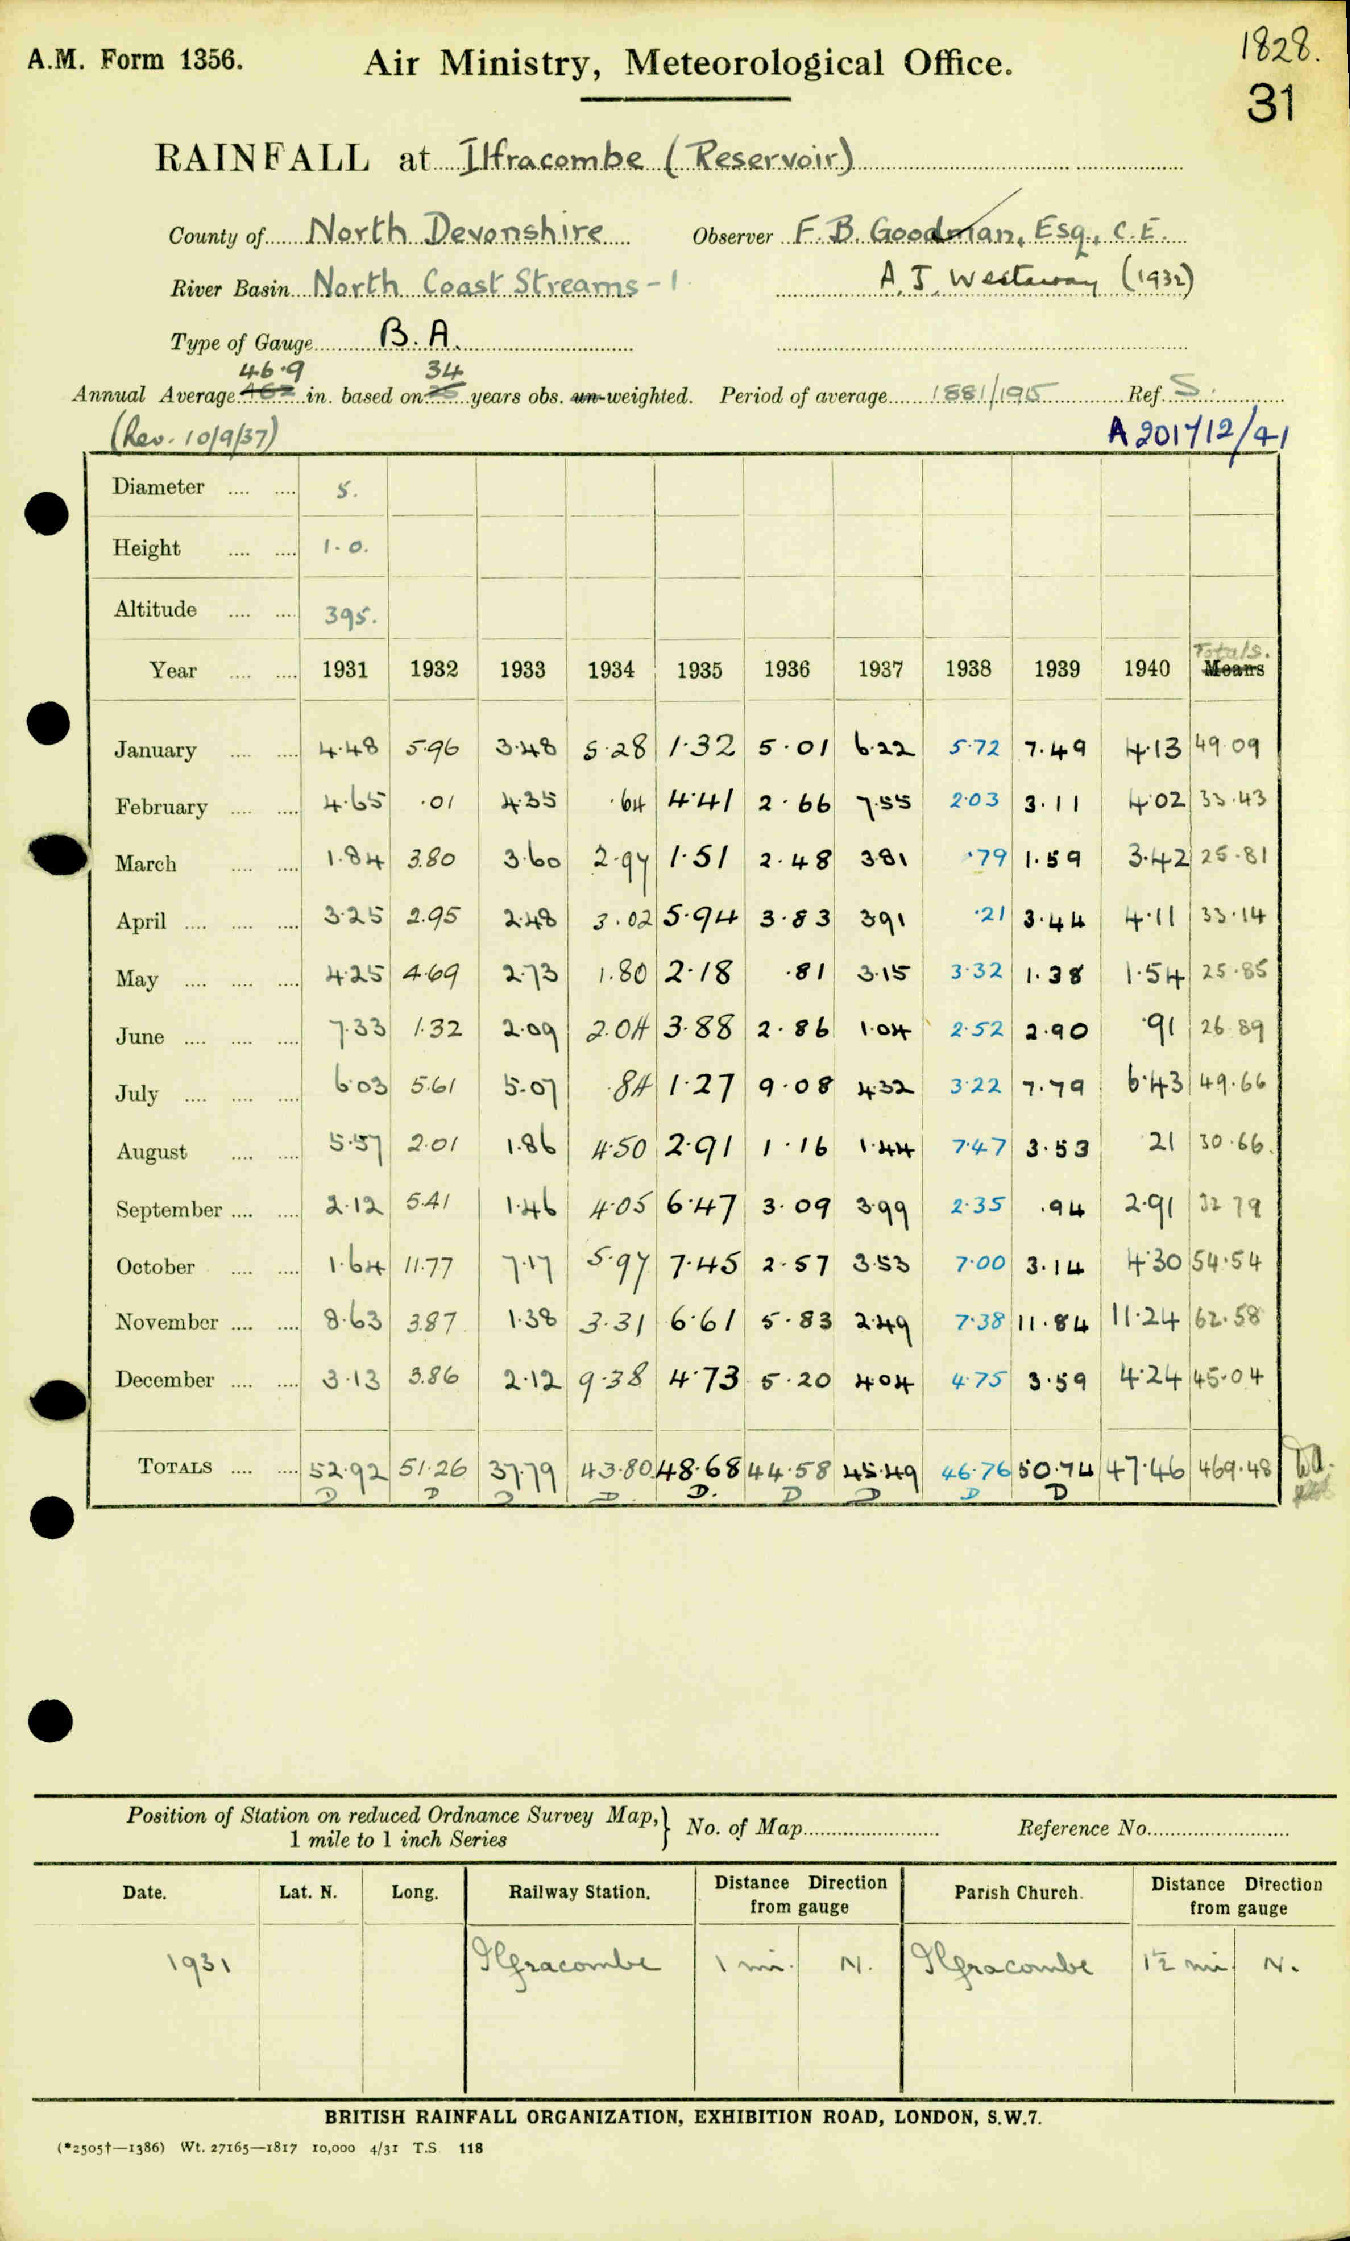 1828.
A.M. Form 1356. Air Ministry, Meteorological Office.
31
RAINFALL at Ilfracombe (Reservoir)
County of North Devonshire Observer F. B. Goodman, Esq., C.E.
River Basin North Coast Streams - 1 A. J. Westaway (1932)
Type of Gauge B. A.
46.9 34
Annual Average in. based on years obs. un-weighted. Period of average 1881/1915 Ref. S.
(Rev. 10/9/37) A201712/41
Diameter .... .... 5.
Height .... .... 1.0.
Altitude .... .... 395.
Totals.
Year .... .... 1931 1932 1933 1934 1935 1936 1937 1938 1939 1940 Means
January .... .... 4.48 5.96 3.48 5.28 1.32 5.01 6.22 5.72 7.49 4.13 49.09
February .... .... 4.65 .01 4.35 .64 4.41 2.66 7.55 2.03 3.11 4.02 33.43
March .... .... 1.84 3.80 3.60 2.97 1.51 2.48 3.81 .79 1.59 3.42 25.81
April .... .... .... 3.25 2.95 2.48 3.02 5.94 3.83 3.91 .21 3.44 4.11 33.14
May .... .... .... 4.25 4.69 2.73 1.80 2.18 .81 3.15 3.32 1.38 1.54 25.85
June .... .... .... 7.33 1.32 2.09 2.04 3.88 2.86 1.04 2.52 2.90 .91 26.89
July .... .... .... 6.03 5.61 5.07 .84 1.27 9.08 4.32 3.22 7.79 6.43 49.66
August .... .... 5.57 2.01 1.86 4.50 2.91 1.16 1.44 7.47 3.53 21 30.66
September .... .... 2.12 5.41 1.46 4.05 6.47 3.09 3.99 2.35 .94 2.91 32.79
October .... .... 1.64 11.77 7.17 5.97 7.45 2.57 3.53 7.00 3.14 4.30 54.54
November .... .... 8.63 3.87 1.38 3.31 6.61 5.83 2.49 7.38 11.84 11.24 62.58
December .... .... 3.13 3.86 2.12 9.38 4.73 5.20 4.04 4.75 3.59 4.24 45.04
TOTALS .... .... 52.92 51.26 37.79 43.80 48.68 44.58 45.49 46.76 50.74 47.46 469.48
D D D D D. D D D D
Position of Station on reduced Ordnance Survey Map, } No. of Map Reference No.
1 mile to 1 inch Series
Date. Lat. N. Long. Railway Station. Distance from gauge Direction Parish Church. Distance from gauge Direction
1931 Ilfracombe 1 mi. N. Ilfracombe 1½ mi N.
BRITISH RAINFALL ORGANIZATION, EXHIBITION ROAD, LONDON, S.W.7.
(*2505†—1386) Wt. 27165—1817 10,000 4/31 T.S. 118